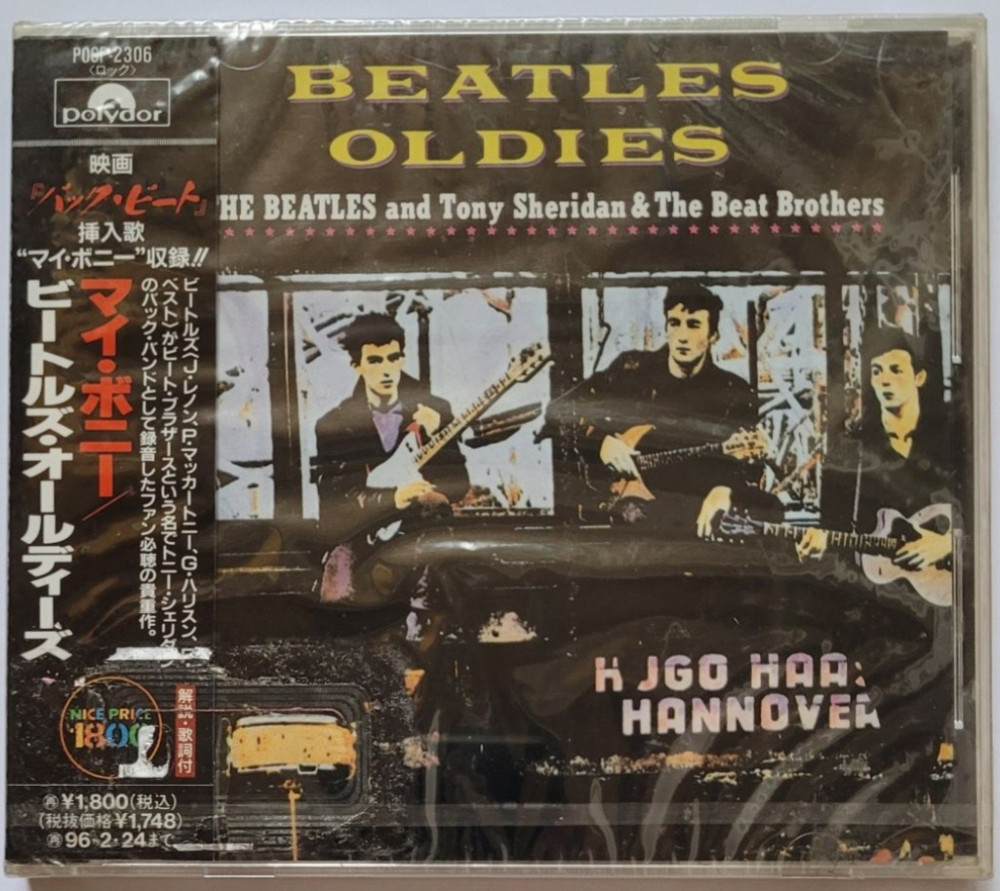 POCP-2306
〈ロック〉
polydor
映画
『バック・ビート』
挿入歌
“マイ・ボニー”収録!!
マイ・ボニー/
ビートルズ・オールディーズ
ビートルズ〈J・レノン、P・マッカートニー、G・ハリスン、P・
ベスト〉がビート・ブラザーズという名でトニー・シェリダン
のバック・バンドとして録音したファン必聴の貴重作。
NICE PRICE
1800
解説・歌詞付
再¥1,800(税込)
(税抜価格¥1,748)
再96・2・24まで
BEATLES
OLDIES
THE BEATLES and Tony Sheridan & The Beat Brothers
HUGO HAA
HANNOVER